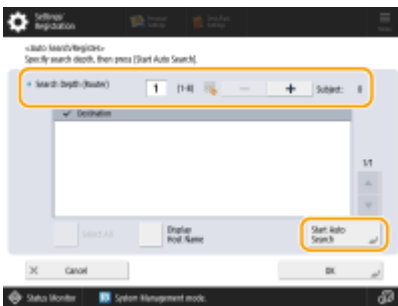 Settings/
Registration
<Auto Search/Register>
Specify search depth, then press [Start Auto Search].
Search Depth (Router)
1
[1-8]
−
+
Subject:
✓ Destination
1/1
Select All
Display
Host Name
Start Auto
Search
Cancel
OK
Status Monitor
System Management mode.